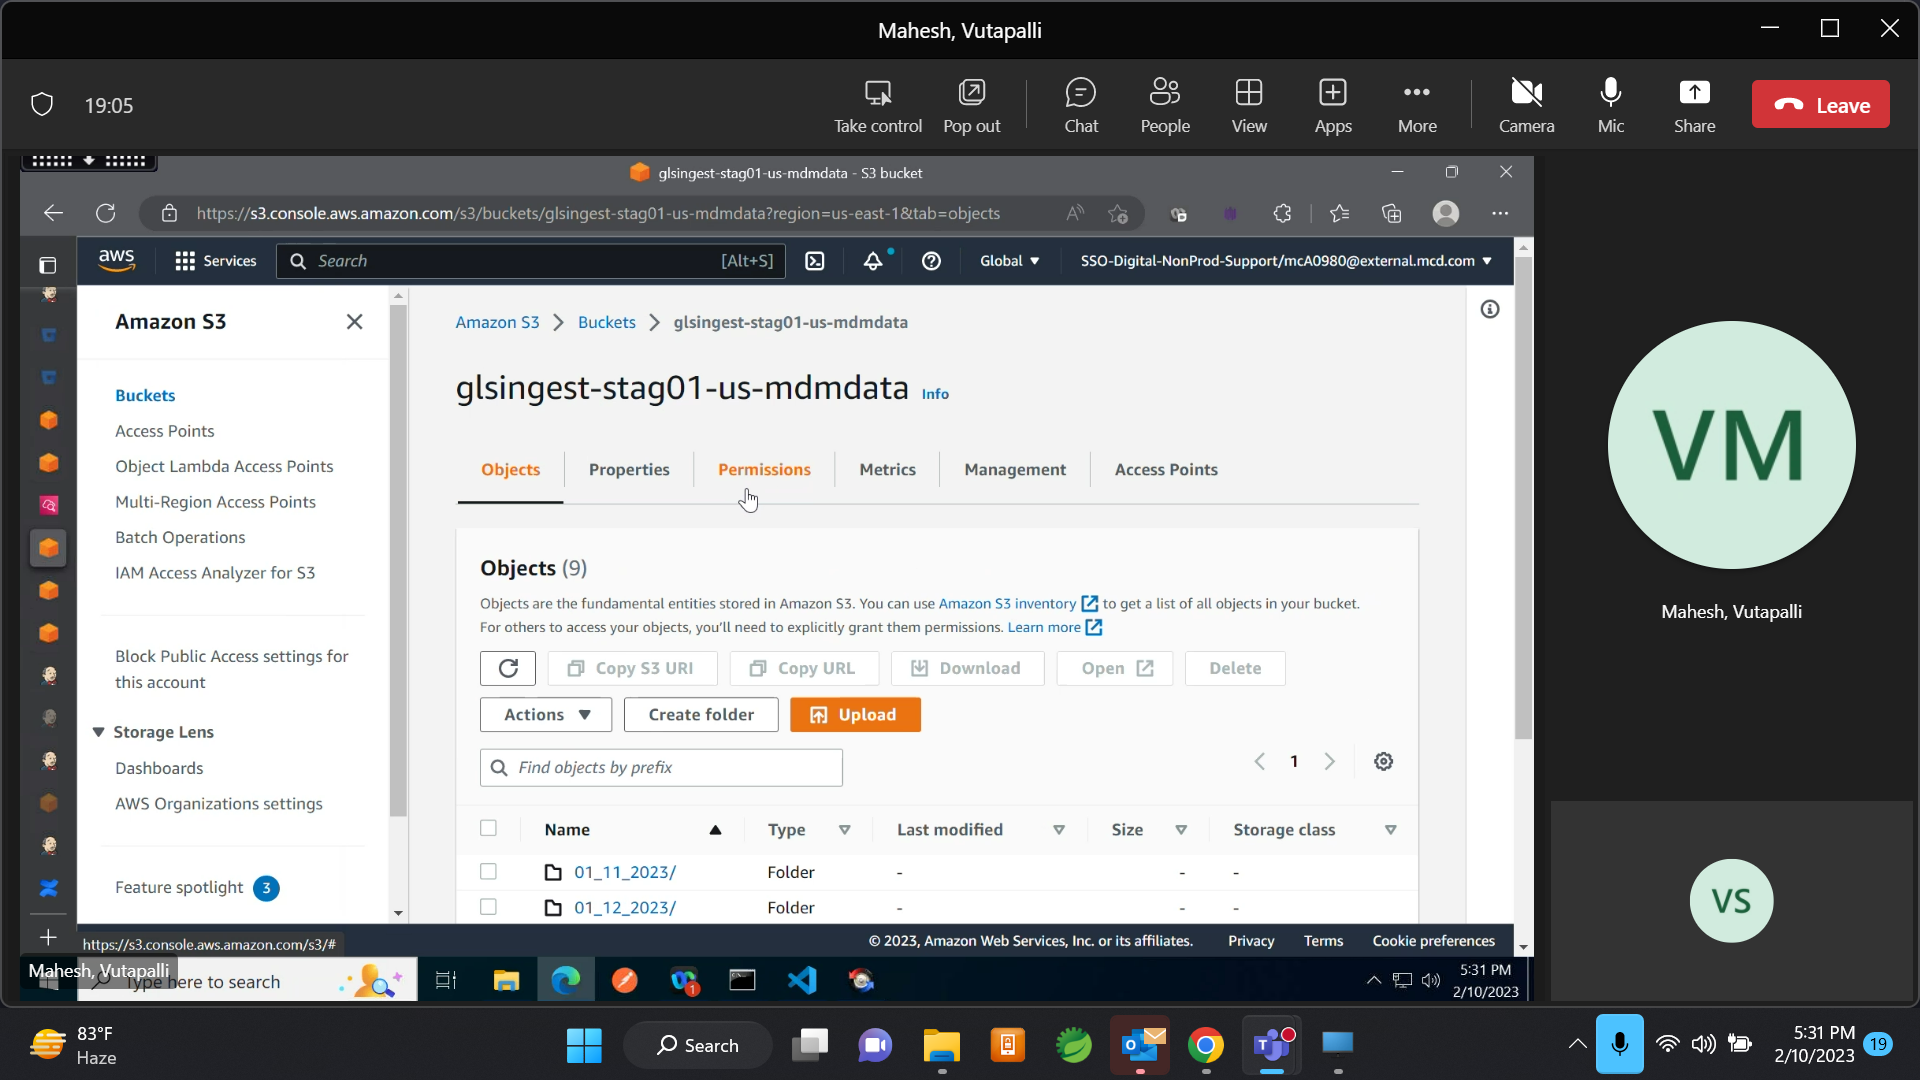 Mahesh, Vutapalli
19:05
Take control
Pop out
Chat
People
View
Apps
More
Camera
Mic
Share
Leave
glsingest-stag01-us-mdmdata - S3 bucket
https://s3.console.aws.amazon.com/s3/buckets/glsingest-stag01-us-mdmdata?region=us-east-1&tab=objects
aws
Services
Search
[Alt+S]
Global
SSO-Digital-NonProd-Support/mcA0980@external.mcd.com
Amazon S3
Buckets
Access Points
Object Lambda Access Points
Multi-Region Access Points
Batch Operations
IAM Access Analyzer for S3
Block Public Access settings for
this account
Storage Lens
Dashboards
AWS Organizations settings
Feature spotlight 3
Amazon S3 > Buckets > glsingest-stag01-us-mdmdata
glsingest-stag01-us-mdmdata Info
Objects
Properties
Permissions
Metrics
Management
Access Points
Objects (9)
Objects are the fundamental entities stored in Amazon S3. You can use Amazon S3 inventory to get a list of all objects in your bucket.
For others to access your objects, you'll need to explicitly grant them permissions. Learn more
Copy S3 URI
Copy URL
Download
Open
Delete
Actions
Create folder
Upload
Find objects by prefix
1
Name Type Last modified Size Storage class
01_11_2023/ Folder - - -
01_12_2023/ Folder - - -
https://s3.console.aws.amazon.com/s3/#
© 2023, Amazon Web Services, Inc. or its affiliates. Privacy Terms Cookie preferences
Mahesh, Vutapalli
Type here to search
1
5:31 PM
2/10/2023
VM
Mahesh, Vutapalli
VS
83°F
Haze
Search
5:31 PM
2/10/2023
19